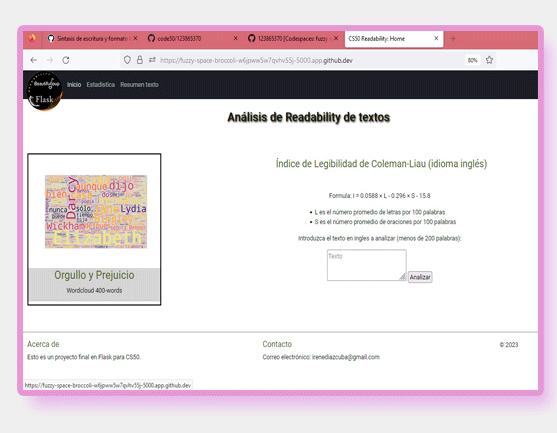 Sintaxis de escritura y formato
code50/123865370
123865370 [Codespaces: fuzzy
CS50 Readability: Home
https://fuzzy-space-broccoli-w6jpww5w7qvhv55j-5000.app.github.dev
80%
BeautifulSoup
Flask
Inicio
Estadística
Resumen texto
Análisis de Readability de textos
aunque
dijo
bien
Darcy
nunca
sólo
Lydia
Wickham
Elizabeth
Orgullo y Prejuicio
Wordcloud 400-words
Índice de Legibilidad de Coleman-Liau (idioma inglés)
Formula: I = 0.0588 × L - 0.296 × S - 15.8
L es el número promedio de letras por 100 palabras
S es el número promedio de oraciones por 100 palabras
Introduzca el texto en ingles a analizar (menos de 200 palabras):
Texto
Analizar
Acerca de
Esto es un proyecto final en Flask para CS50.
Contacto
Correo electrónico: irenediazcuba@gmail.com
© 2023
https://fuzzy-space-broccoli-w6jpww5w7qvhv55j-5000.app.github.dev